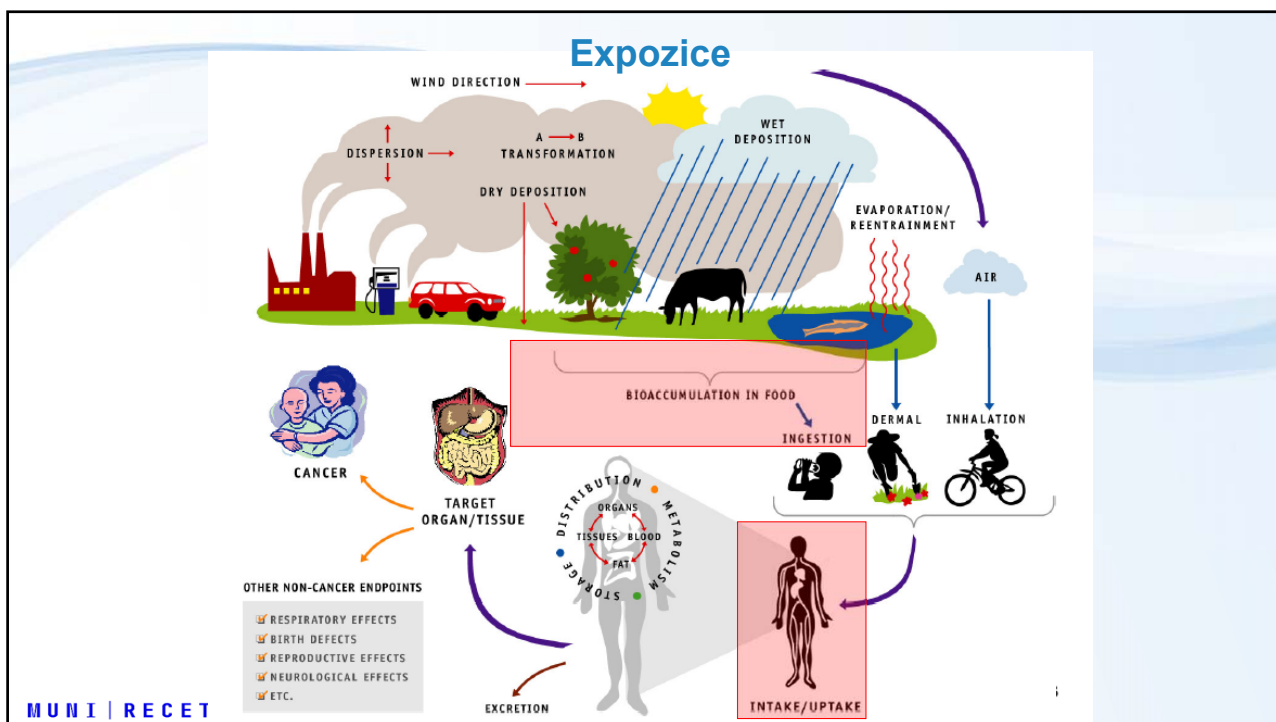 Expozice
WIND DIRECTION
WET
DEPOSITION
A B
TRANSFORMATION
DISPERSION
DRY DEPOSITION
EVAPORATION/
REENTRAINMENT
AIR
BIOACCUMULATION IN FOOD
INGESTION
DERMAL
INHALATION
CANCER
TARGET
ORGAN/TISSUE
DISTRIBUTION
METABOLISM
STORAGE
ORGANS
TISSUES BLOOD
FAT
OTHER NON-CANCER ENDPOINTS
RESPIRATORY EFFECTS
BIRTH DEFECTS
REPRODUCTIVE EFFECTS
NEUROLOGICAL EFFECTS
ETC.
EXCRETION
INTAKE/UPTAKE
MUNI | RECET